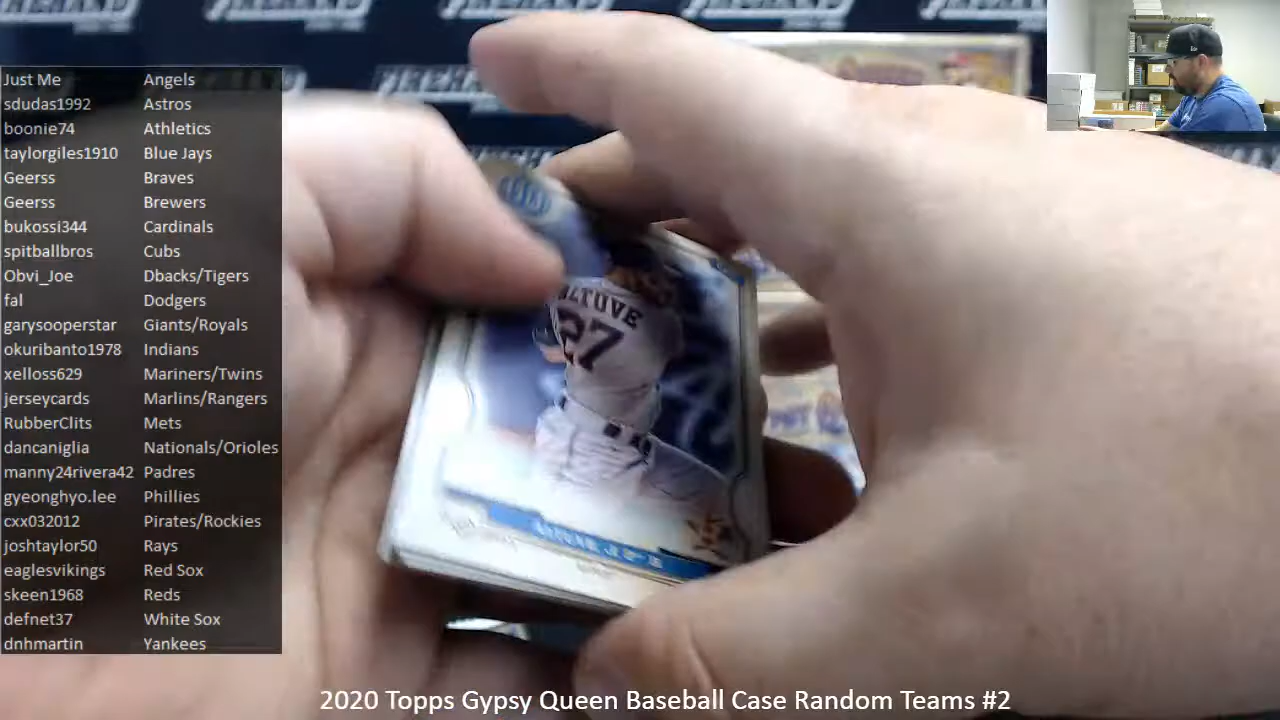 Just Me Angels
sdudas1992 Astros
boonie74 Athletics
taylorgiles1910 Blue Jays
Geerss Braves
Geerss Brewers
bukossi344 Cardinals
spitballbros Cubs
Obvi_Joe Dbacks/Tigers
fal Dodgers
garysooperstar Giants/Royals
okuribanto1978 Indians
xelloss629 Mariners/Twins
jerseycards Marlins/Rangers
RubberClits Mets
dancaniglia Nationals/Orioles
manny24rivera42 Padres
gyeonghyo.lee Phillies
cxx032012 Pirates/Rockies
joshtaylor50 Rays
eaglesvikings Red Sox
skeen1968 Reds
defnet37 White Sox
dnhmartin Yankees
ALTUVE
27
2020 Topps Gypsy Queen Baseball Case Random Teams #2